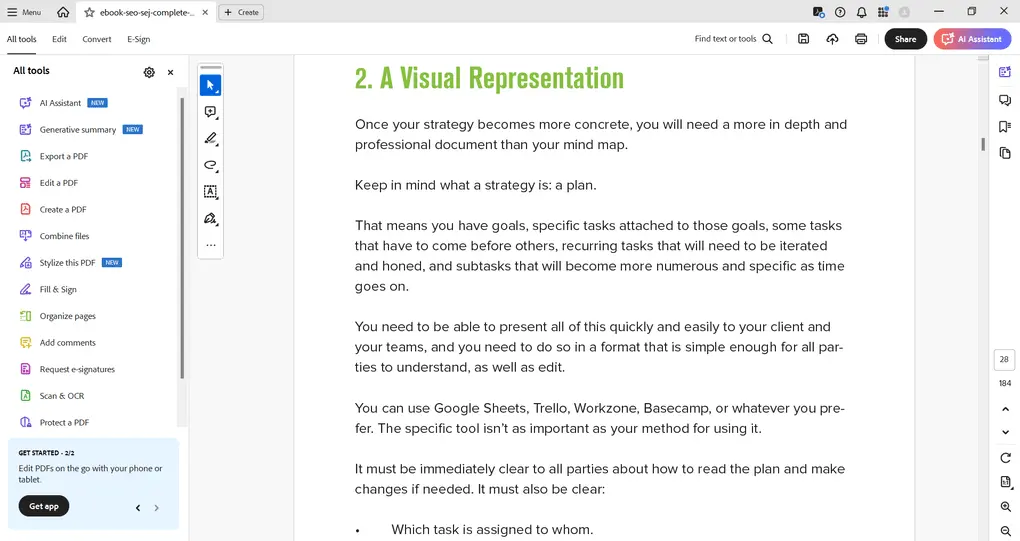 Menu
ebook-seo-sej-complete-...
Create
All tools
Edit
Convert
E-Sign
Find text or tools
Share
AI Assistant
All tools
AI Assistant NEW
Generative summary NEW
Export a PDF
Edit a PDF
Create a PDF
Combine files
Stylize this PDF NEW
Fill & Sign
Organize pages
Add comments
Request e-signatures
Scan & OCR
Protect a PDF
GET STARTED - 2/2
Edit PDFs on the go with your phone or
tablet.
Get app
2. A Visual Representation
Once your strategy becomes more concrete, you will need a more in depth and
professional document than your mind map.
Keep in mind what a strategy is: a plan.
That means you have goals, specific tasks attached to those goals, some tasks
that have to come before others, recurring tasks that will need to be iterated
and honed, and subtasks that will become more numerous and specific as time
goes on.
You need to be able to present all of this quickly and easily to your client and
your teams, and you need to do so in a format that is simple enough for all par-
ties to understand, as well as edit.
You can use Google Sheets, Trello, Workzone, Basecamp, or whatever you pre-
fer. The specific tool isn't as important as your method for using it.
It must be immediately clear to all parties about how to read the plan and make
changes if needed. It must also be clear:
• Which task is assigned to whom.
28
184